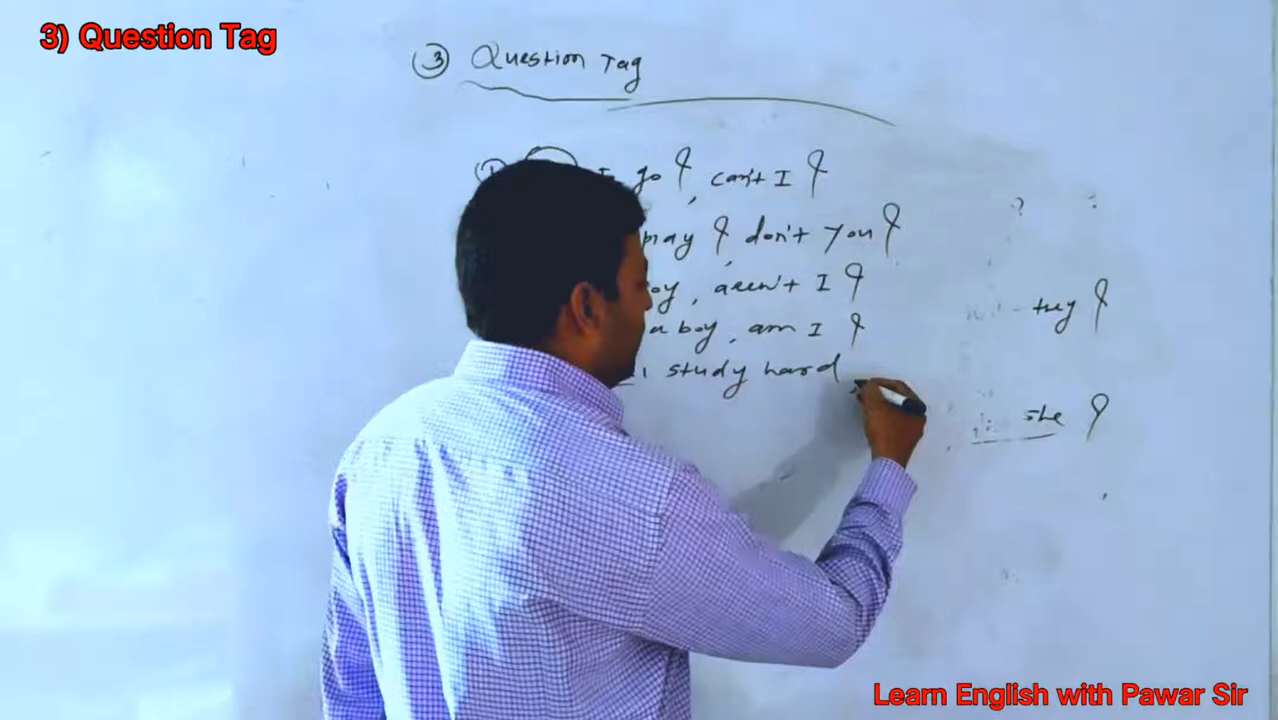 3) Question Tag
3 Question Tag
I go ?, can't I ?
play ?, don't you ?
boy, aren't I ?
a boy, am I ?
study hard
they ?
she ?
Learn English with Pawar Sir